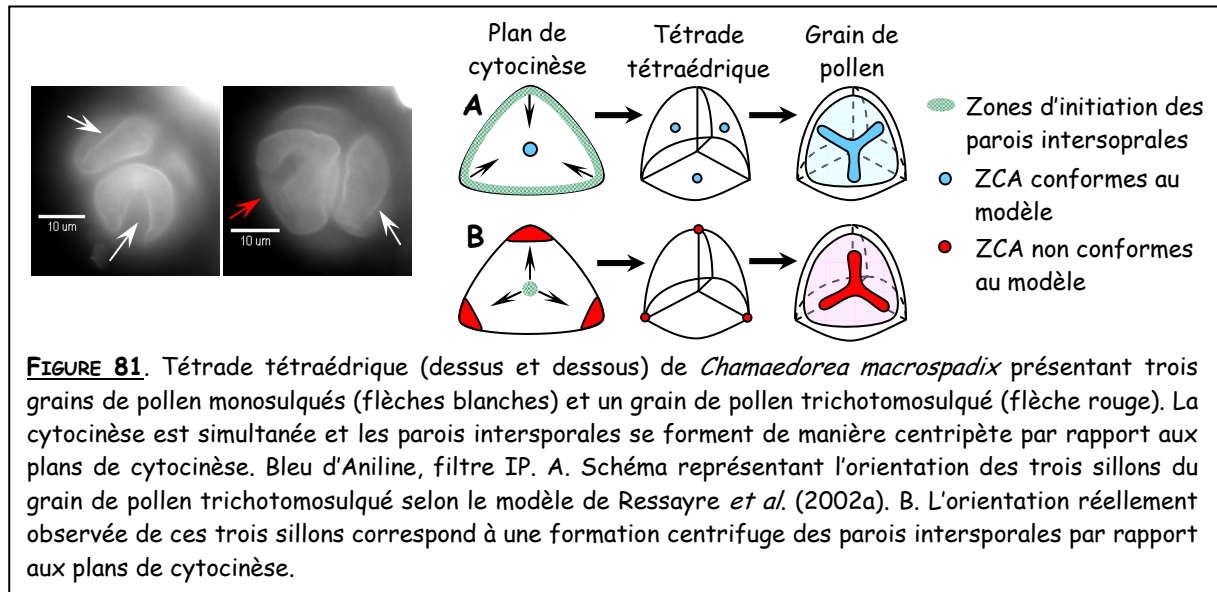 Plan de
cytocinèse
Tétrade
tétraédrique
Grain de
pollen
A
Zones d'initiation des
parois intersoprales
ZCA conformes au
modèle
B
ZCA non conformes
au modèle
10 um
10 um
FIGURE 81. Tétrade tétraédrique (dessus et dessous) de Chamaedorea macrospadix présentant trois
grains de pollen monosulqués (flèches blanches) et un grain de pollen trichotomosulqué (flèche rouge). La
cytocinèse est simultanée et les parois intersporales se forment de manière centripète par rapport aux
plans de cytocinèse. Bleu d'Aniline, filtre IP. A. Schéma représentant l'orientation des trois sillons du
grain de pollen trichotomosulqué selon le modèle de Ressayre et al. (2002a). B. L'orientation réellement
observée de ces trois sillons correspond à une formation centrifuge des parois intersporales par rapport
aux plans de cytocinèse.